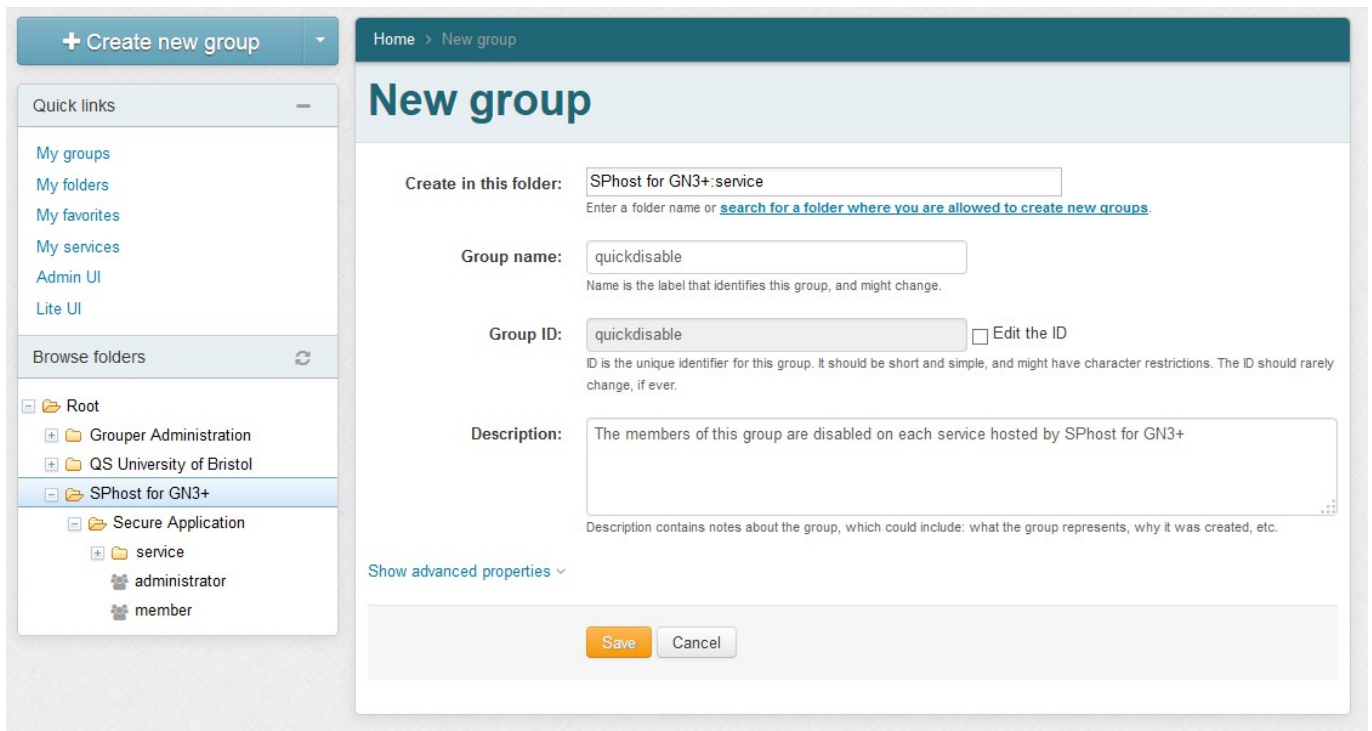 + Create new group
Quick links
My groups
My folders
My favorites
My services
Admin UI
Lite UI
Browse folders
Root
Grouper Administration
QS University of Bristol
SPhost for GN3+
Secure Application
service
administrator
member
Home > New group
New group
Create in this folder: SPhost for GN3+:service
Enter a folder name or search for a folder where you are allowed to create new groups.
Group name: quickdisable
Name is the label that identifies this group, and might change.
Group ID: quickdisable Edit the ID
ID is the unique identifier for this group. It should be short and simple, and might have character restrictions. The ID should rarely
change, if ever.
Description: The members of this group are disabled on each service hosted by SPhost for GN3+
Description contains notes about the group, which could include: what the group represents, why it was created, etc.
Show advanced properties
Save Cancel